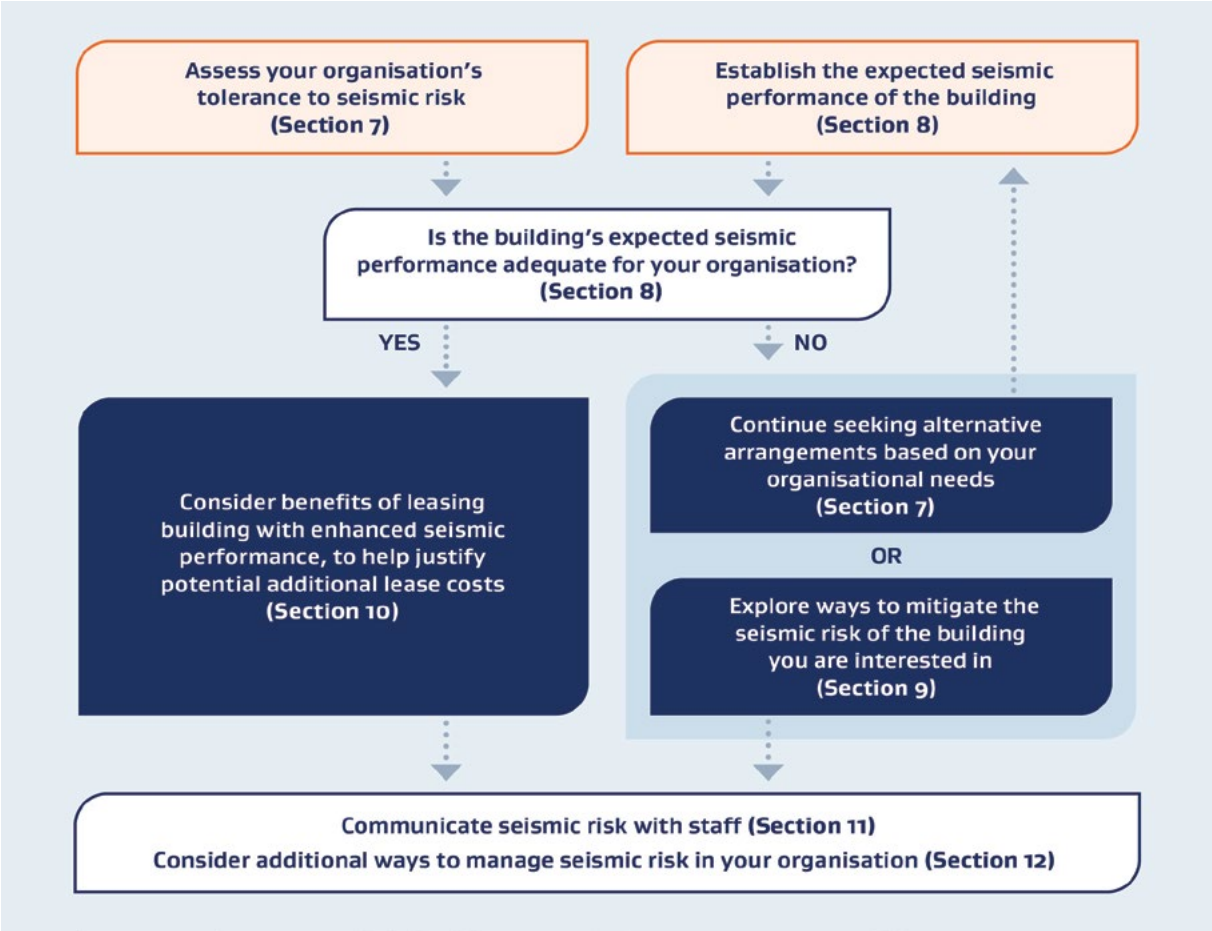 Assess your organisation's
tolerance to seismic risk
(Section 7)
Establish the expected seismic
performance of the building
(Section 8)
Is the building's expected seismic
performance adequate for your organisation?
(Section 8)
YES
NO
Consider benefits of leasing
building with enhanced seismic
performance, to help justify
potential additional lease costs
(Section 10)
Continue seeking alternative
arrangements based on your
organisational needs
(Section 7)
OR
Explore ways to mitigate the
seismic risk of the building
you are interested in
(Section 9)
Communicate seismic risk with staff (Section 11)
Consider additional ways to manage seismic risk in your organisation (Section 12)